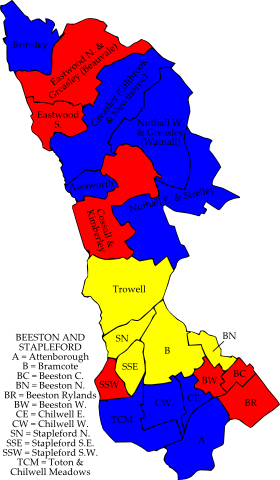 Brinsley
Eastwood N. &
Greasley (Beauvale)
Greasley (Giltbrook
& Newthorpe)
Eastwood
S.
Nuthall W.
& Greasley
(Watnall)
Awsworth
Nuthall E. & Strelley
Cossall &
Kimberley
Trowell
SN
SSE
B
BN
SSW
BW
BC
BR
TCM
CW
CE
A
BEESTON AND
STAPLEFORD
A = Attenborough
B = Bramcote
BC = Beeston C.
BN = Beeston N.
BR = Beeston Rylands
BW = Beeston W.
CE = Chilwell E.
CW = Chilwell W.
SN = Stapleford N.
SSE = Stapleford S.E.
SSW = Stapleford S.W.
TCM = Toton &
Chilwell Meadows